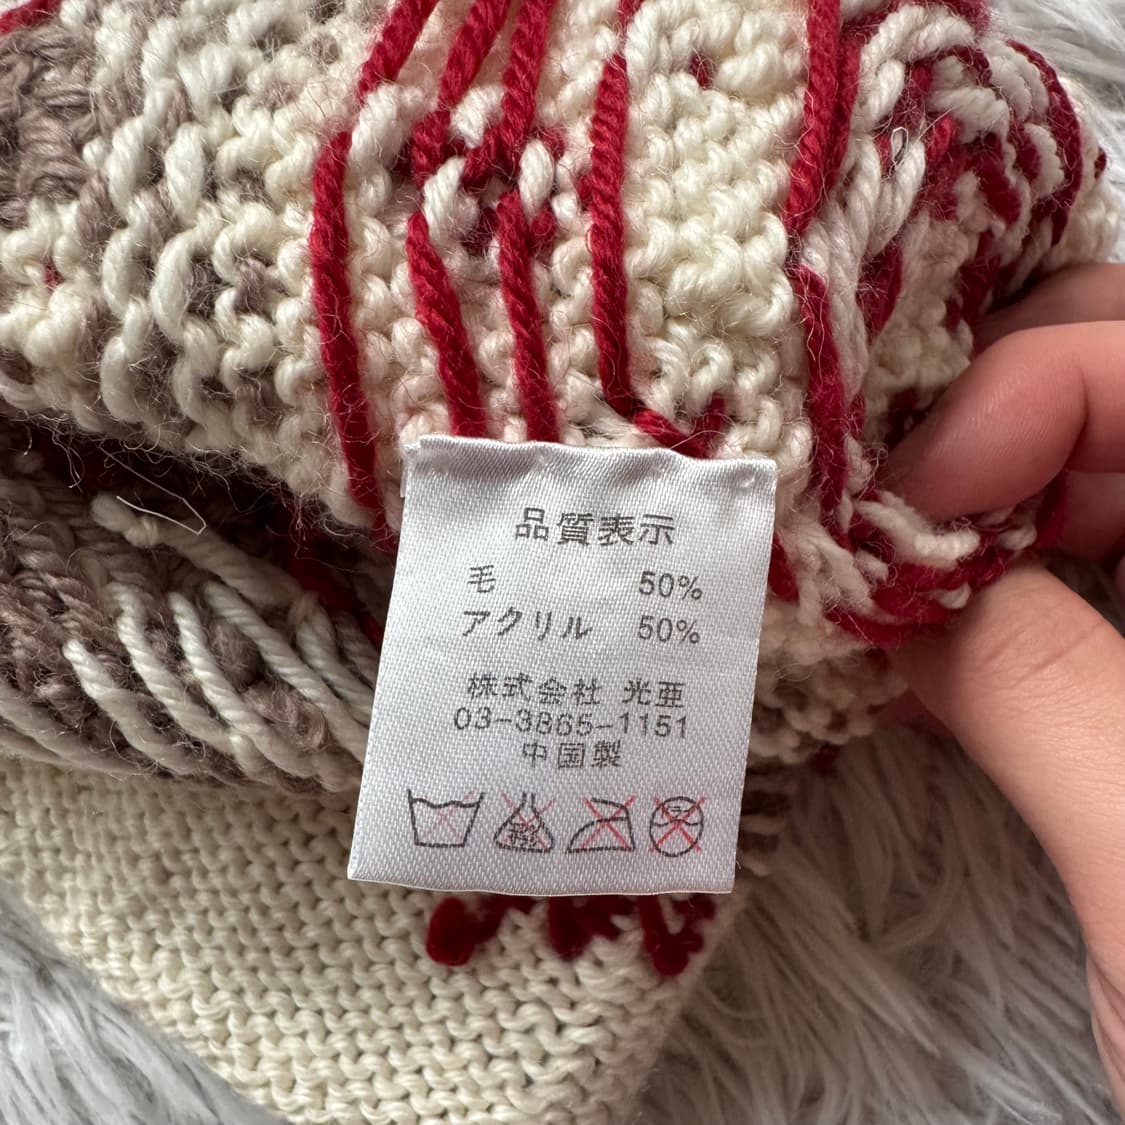 品質表示
毛 50%
アクリル 50%
株式会社 光亜
03-3865-1151
中国製